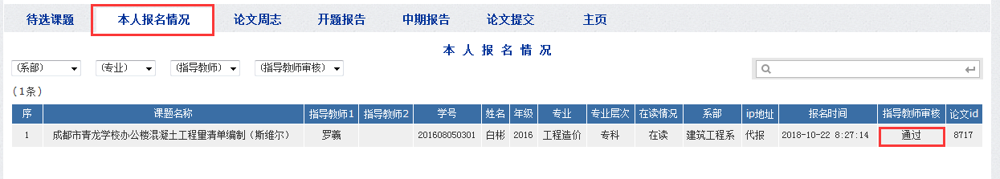 待选课题 本人报名情况 论文周志 开题报告 中期报告 论文提交 主页
本人报名情况
(系部) (专业) (指导教师) (指导教师审核)
(1条)
序 课题名称 指导教师1 指导教师2 学号 姓名 年级 专业 专业层次 在读情况 系部 ip地址 报名时间 指导教师审核 论文id
1 成都市青龙学校办公楼混凝土工程量清单编制（斯维尔） 罗羲 201608050301 白彬 2016 工程造价 专科 在读 建筑工程系 代报 2018-10-22 8:27:14 通过 8717